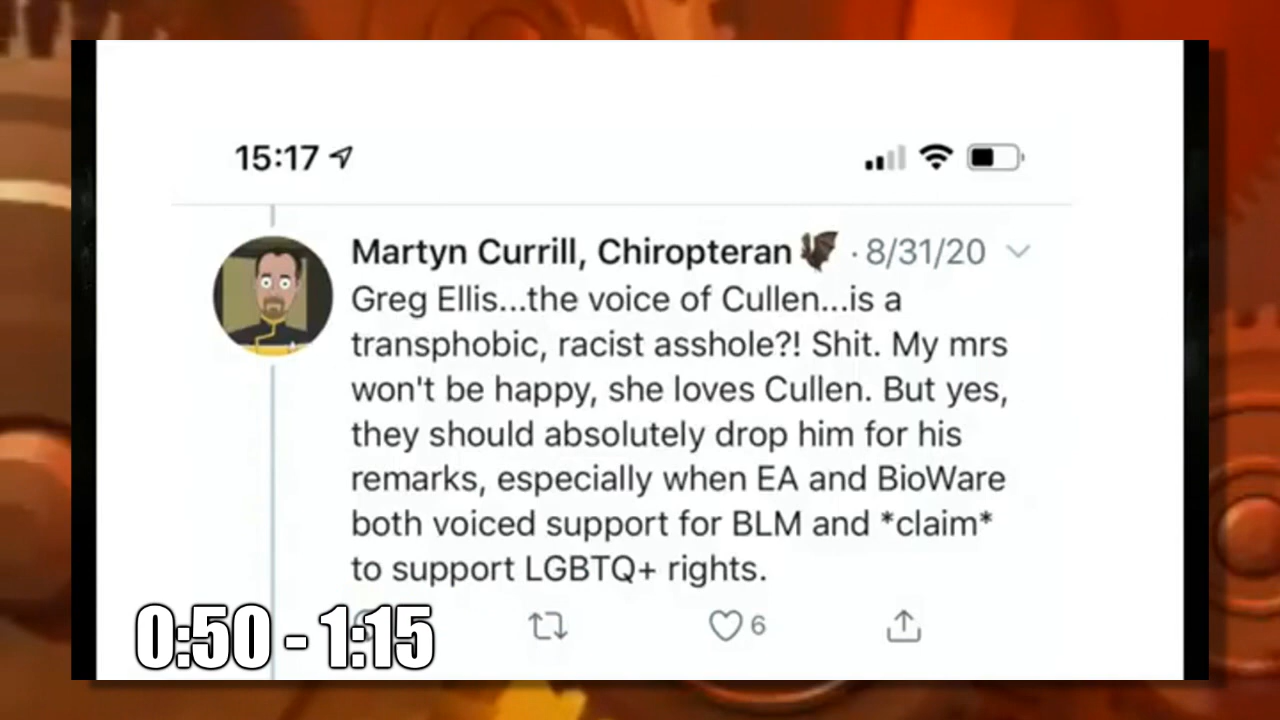 15:17
Martyn Currill, Chiropteran · 8/31/20
Greg Ellis...the voice of Cullen...is a
transphobic, racist asshole?! Shit. My mrs
won't be happy, she loves Cullen. But yes,
they should absolutely drop him for his
remarks, especially when EA and BioWare
both voiced support for BLM and *claim*
to support LGBTQ+ rights.
6
0:50 - 1:15